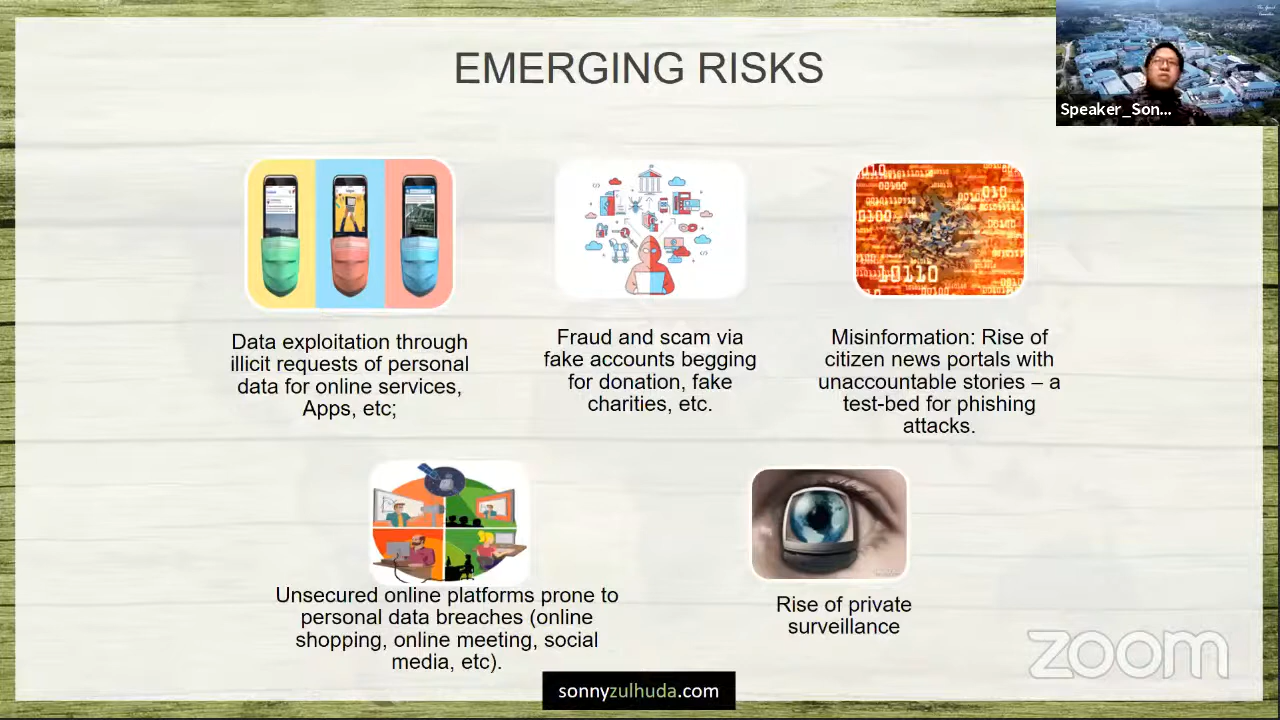 EMERGING RISKS
Speaker_Son...
Data exploitation through
illicit requests of personal
data for online services,
Apps, etc;
Fraud and scam via
fake accounts begging
for donation, fake
charities, etc.
Misinformation: Rise of
citizen news portals with
unaccountable stories – a
test-bed for phishing
attacks.
Unsecured online platforms prone to
personal data breaches (online
shopping, online meeting, social
media, etc).
Rise of private
surveillance
zoom
sonnyzulhuda.com